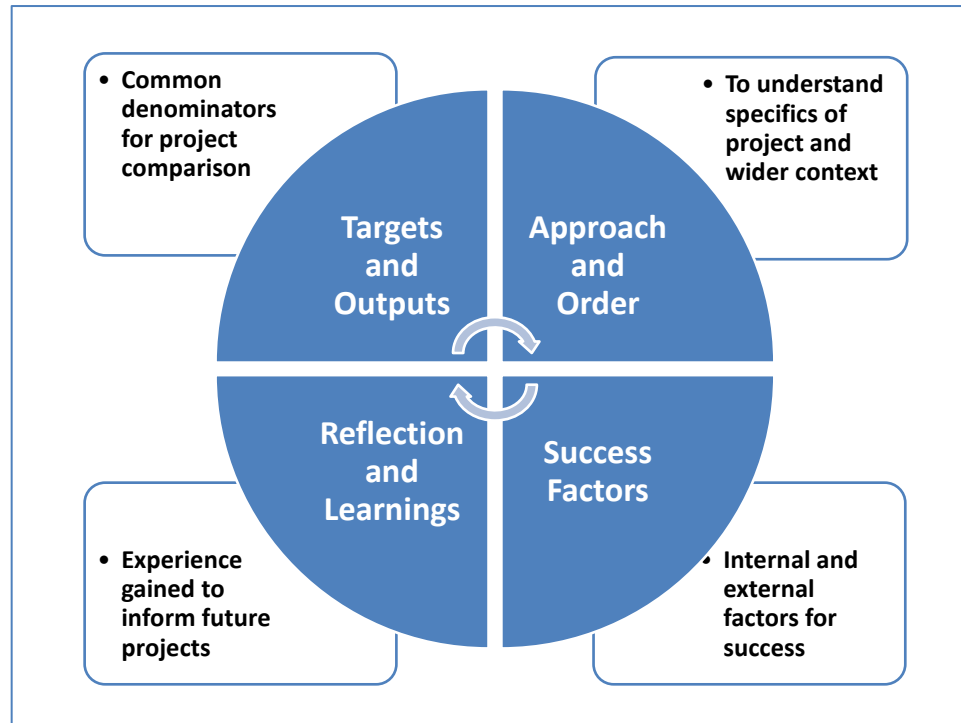 • Common
denominators
for project
comparison
• To understand
specifics of
project and
wider context
Targets
and
Outputs
Approach
and
Order
Reflection
and
Learnings
Success
Factors
• Experience
gained to
inform future
projects
• Internal and
external
factors for
success